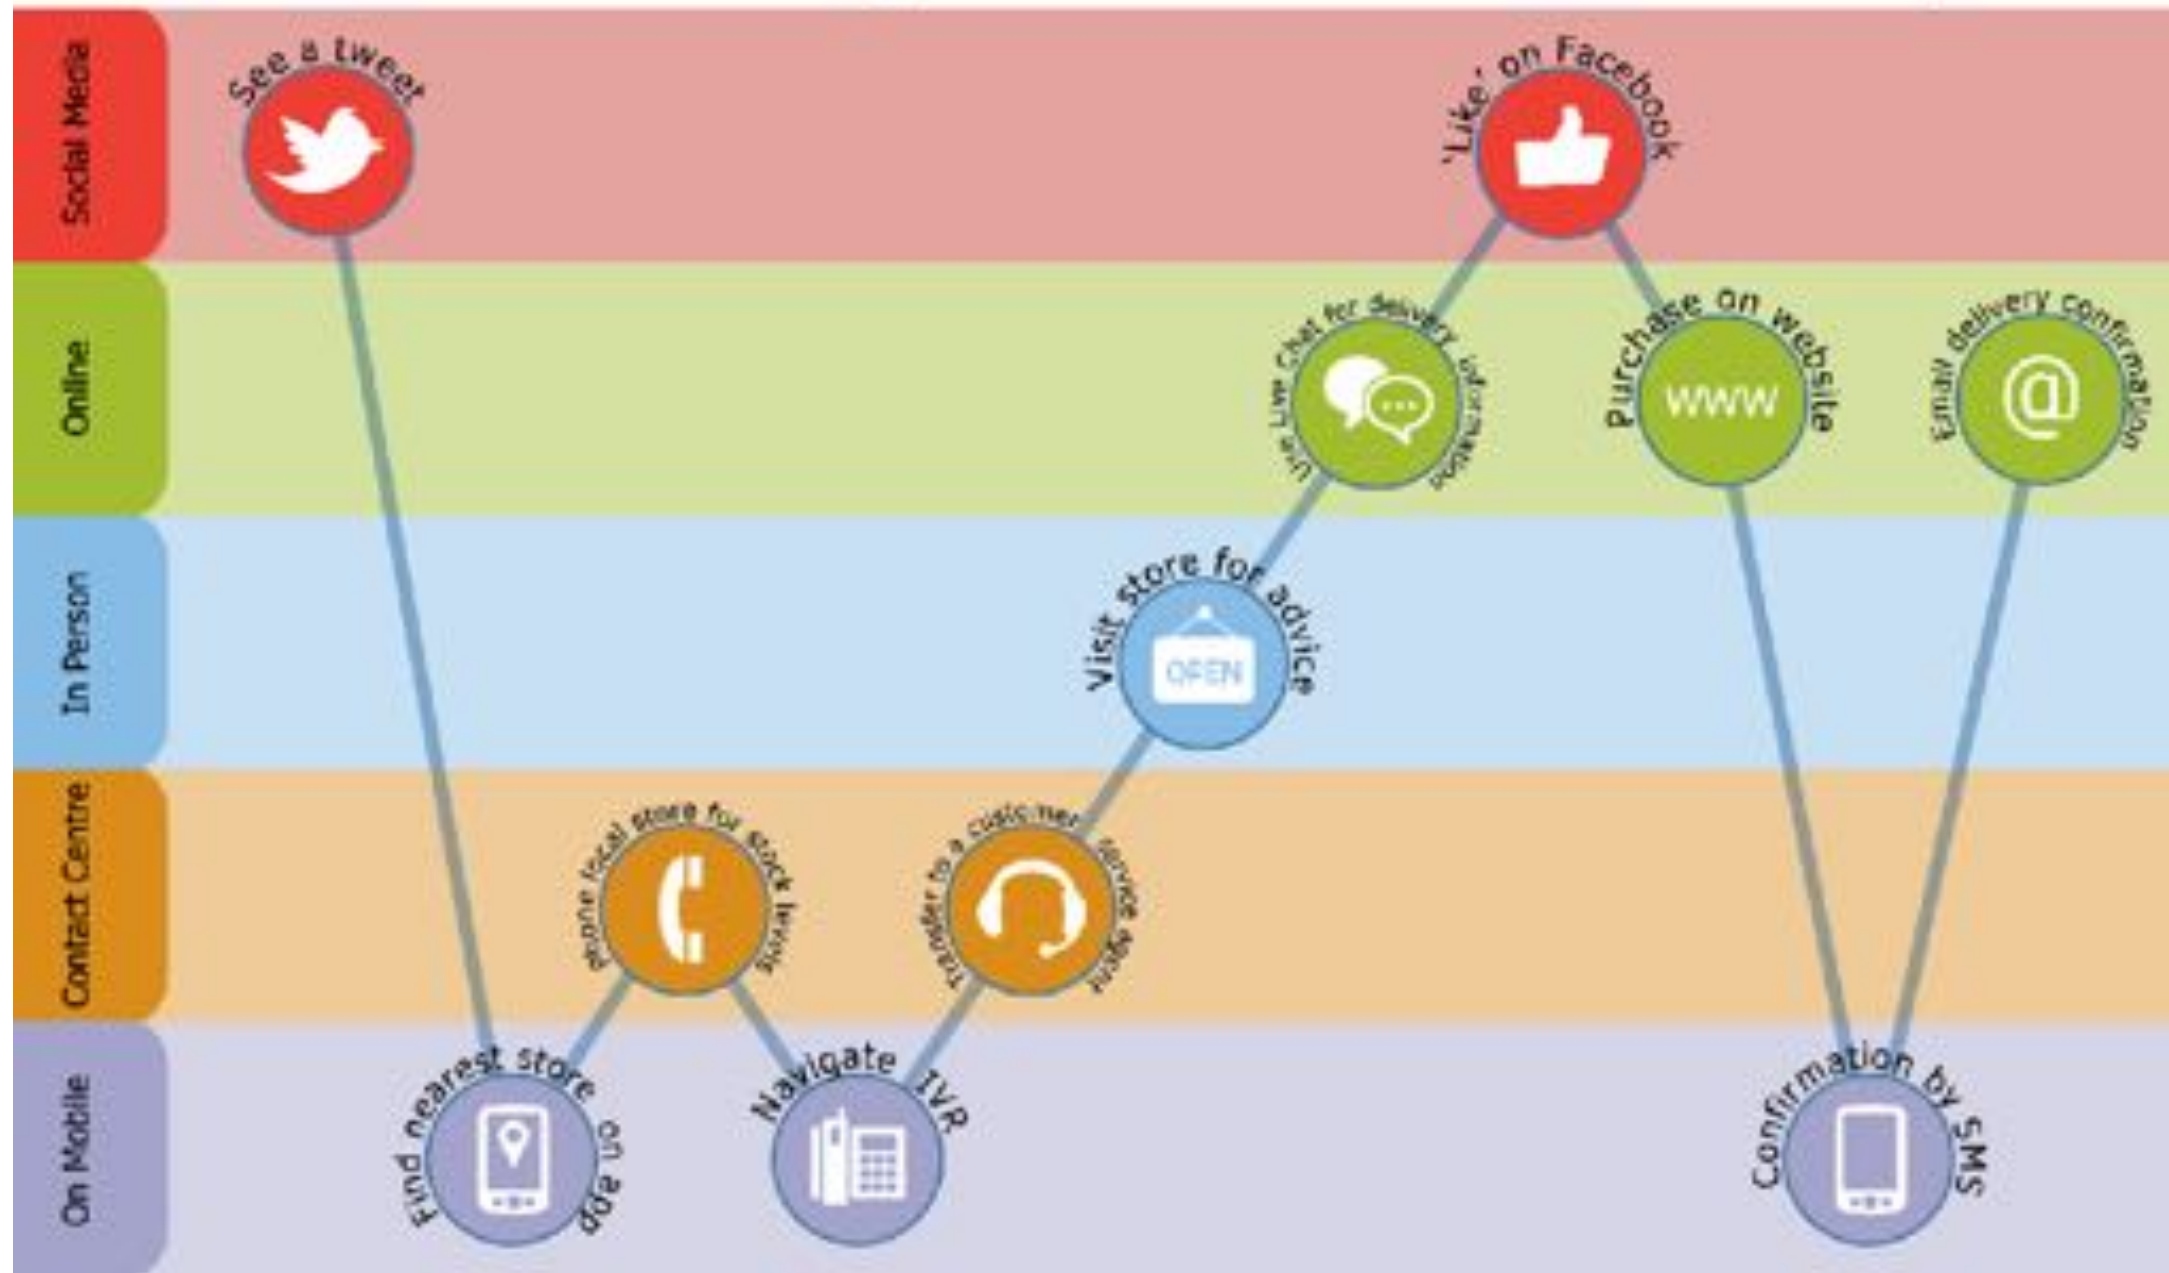 Social Media
See a tweet
'Like' on Facebook
Online
Use Live Chat for delivery information
Purchase on website
www
Email delivery confirmation
@
In Person
Visit store for advice
OPEN
Contact Centre
Phone local store for stock levels
Transfer to a customer service agent
On Mobile
Find nearest store on app
Navigate IVR
Confirmation by SMS